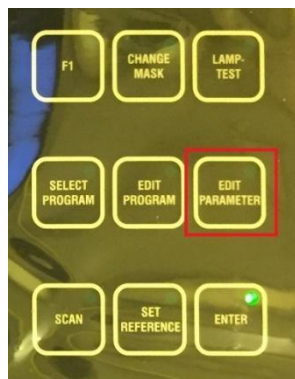 F1
CHANGE
MASK
LAMP-
TEST
SELECT
PROGRAM
EDIT
PROGRAM
EDIT
PARAMETER
SCAN
SET
REFERENCE
ENTER